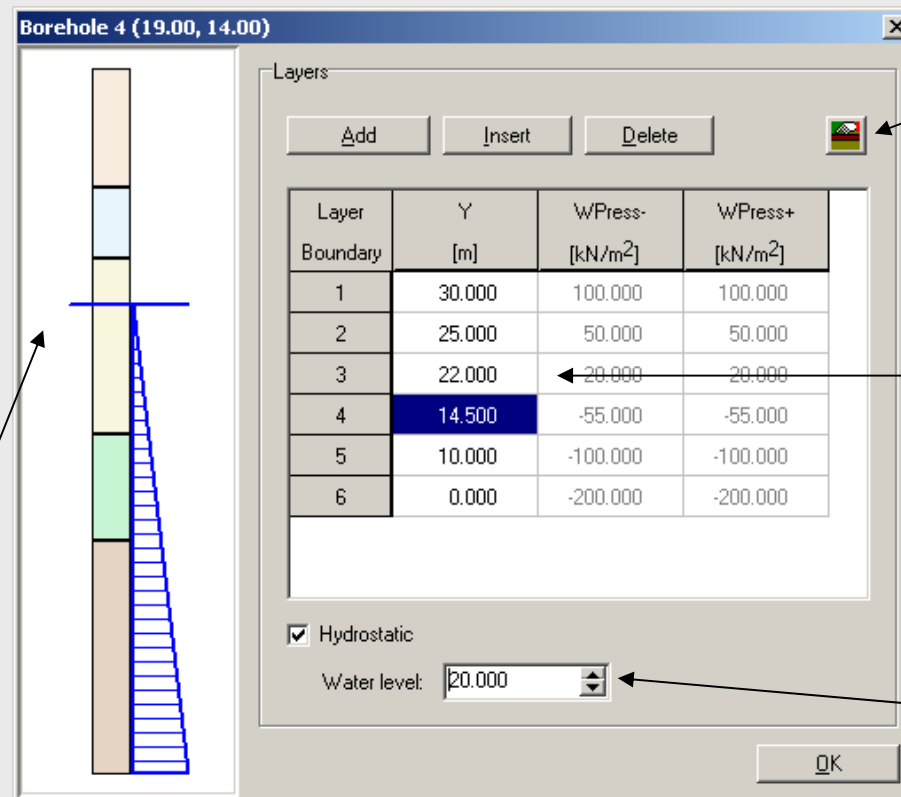 Borehole 4 (19.00, 14.00)
Layers
Add Insert Delete
Layer Boundary Y [m] WPress- [kN/m²] WPress+ [kN/m²]
1 30.000 100.000 100.000
2 25.000 50.000 50.000
3 22.000 20.000 20.000
4 14.500 -55.000 -55.000
5 10.000 -100.000 -100.000
6 0.000 -200.000 -200.000
Hydrostatic
Water level: 20.000
OK